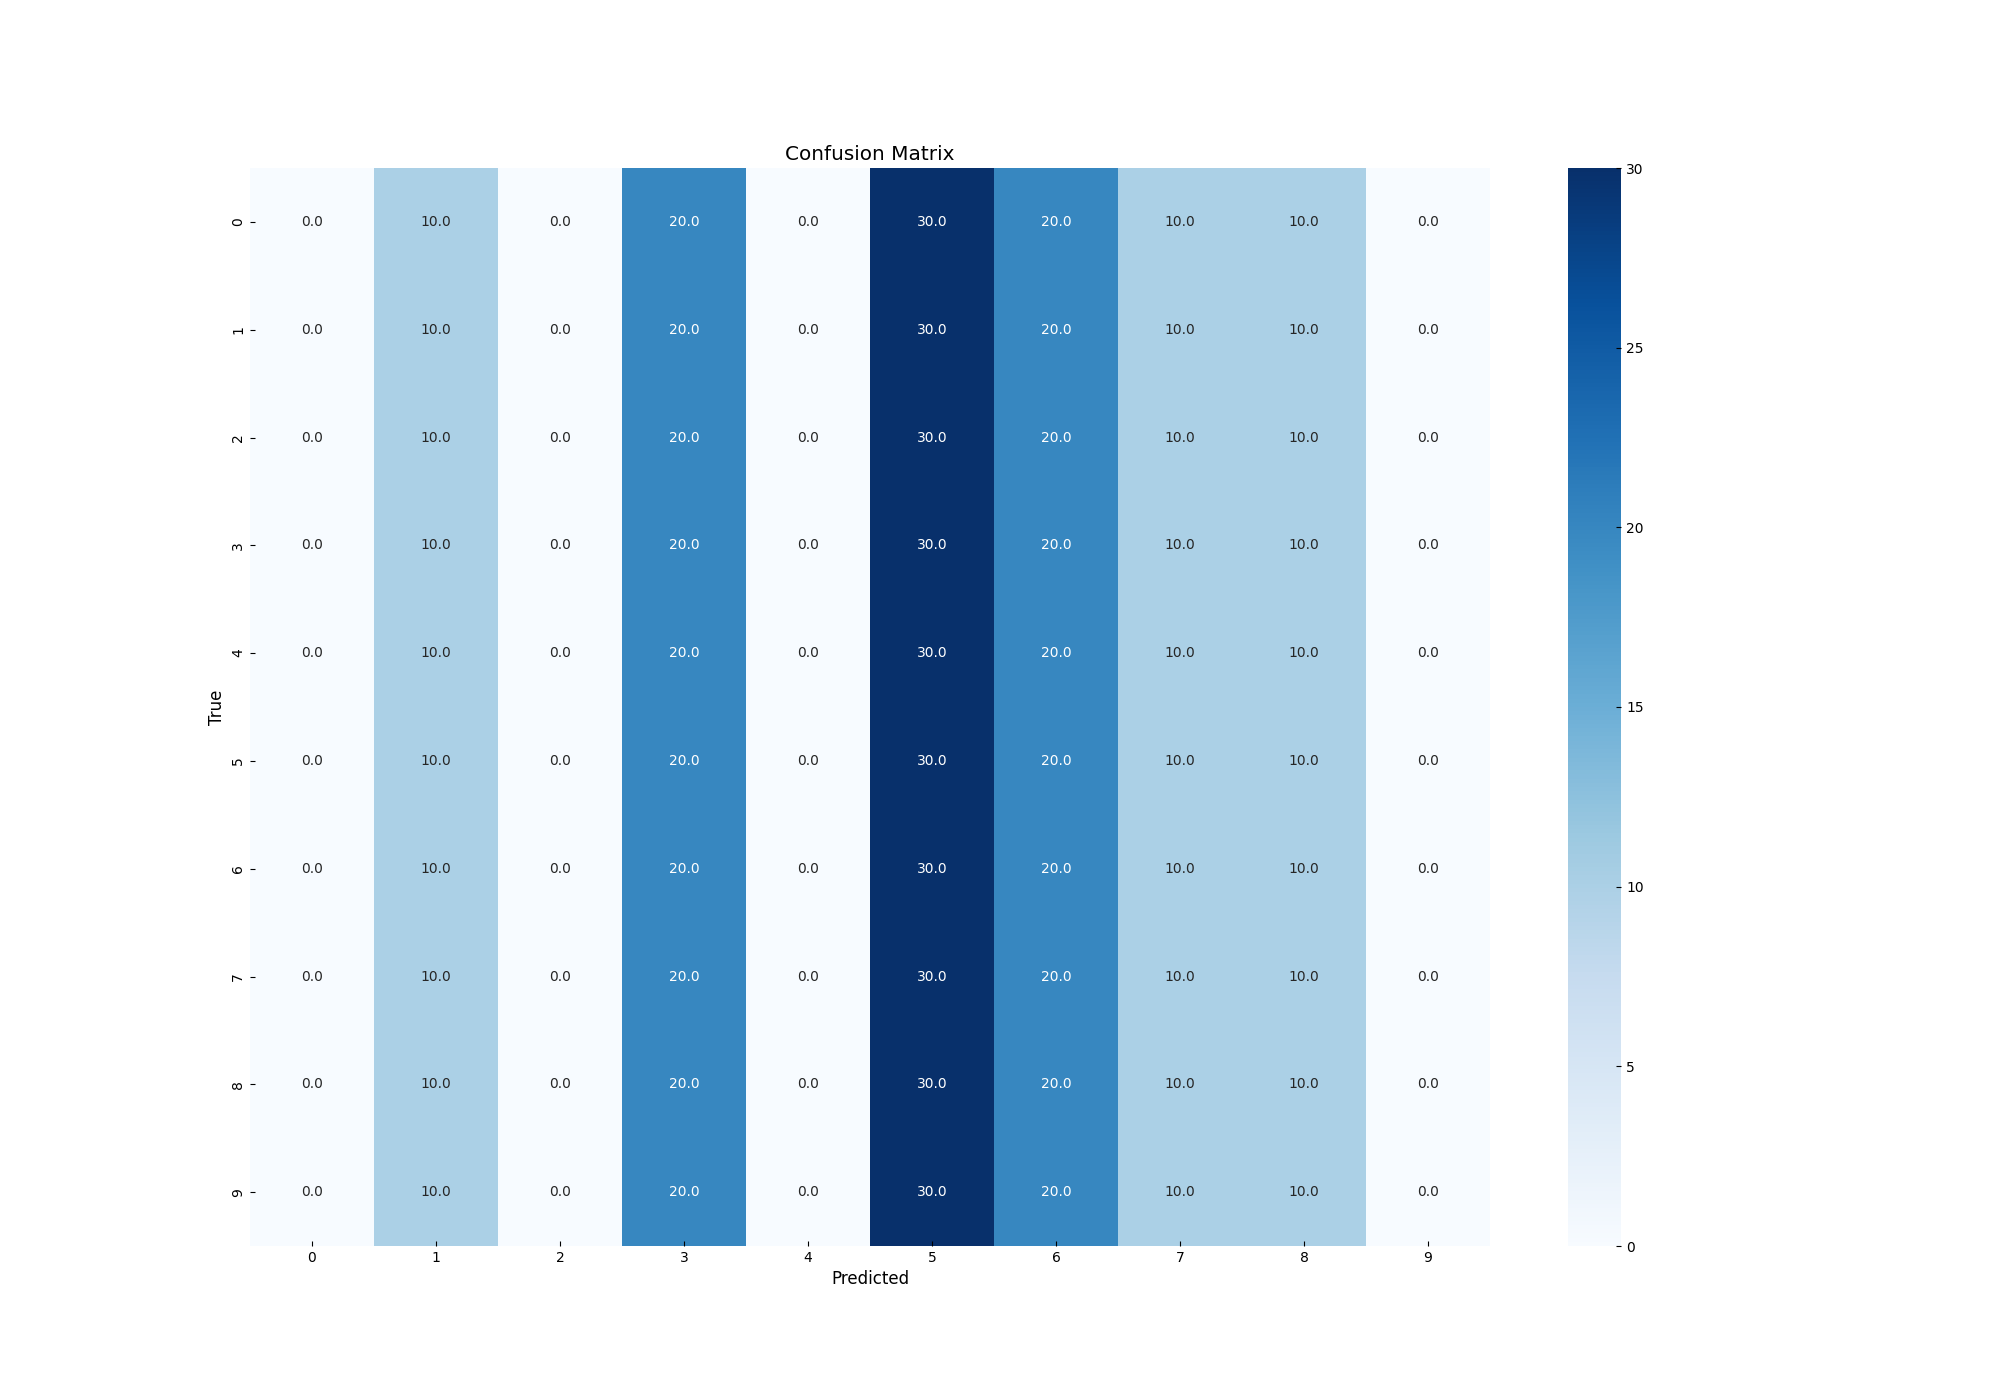 Confusion Matrix
True
0 0.0 10.0 0.0 20.0 0.0 30.0 20.0 10.0 10.0 0.0
1 0.0 10.0 0.0 20.0 0.0 30.0 20.0 10.0 10.0 0.0
2 0.0 10.0 0.0 20.0 0.0 30.0 20.0 10.0 10.0 0.0
3 0.0 10.0 0.0 20.0 0.0 30.0 20.0 10.0 10.0 0.0
4 0.0 10.0 0.0 20.0 0.0 30.0 20.0 10.0 10.0 0.0
5 0.0 10.0 0.0 20.0 0.0 30.0 20.0 10.0 10.0 0.0
6 0.0 10.0 0.0 20.0 0.0 30.0 20.0 10.0 10.0 0.0
7 0.0 10.0 0.0 20.0 0.0 30.0 20.0 10.0 10.0 0.0
8 0.0 10.0 0.0 20.0 0.0 30.0 20.0 10.0 10.0 0.0
9 0.0 10.0 0.0 20.0 0.0 30.0 20.0 10.0 10.0 0.0
0 1 2 3 4 5 6 7 8 9
Predicted
30
25
20
15
10
5
0